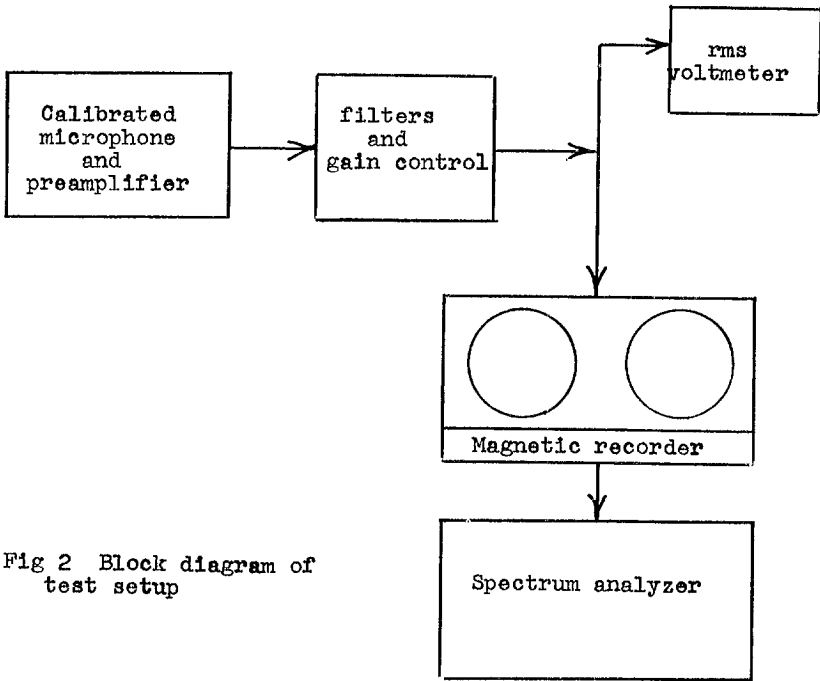 rms
voltmeter
Calibrated
microphone
and
preamplifier
filters
and
gain control
Magnetic recorder
Spectrum analyzer
Fig 2 Block diagram of
test setup